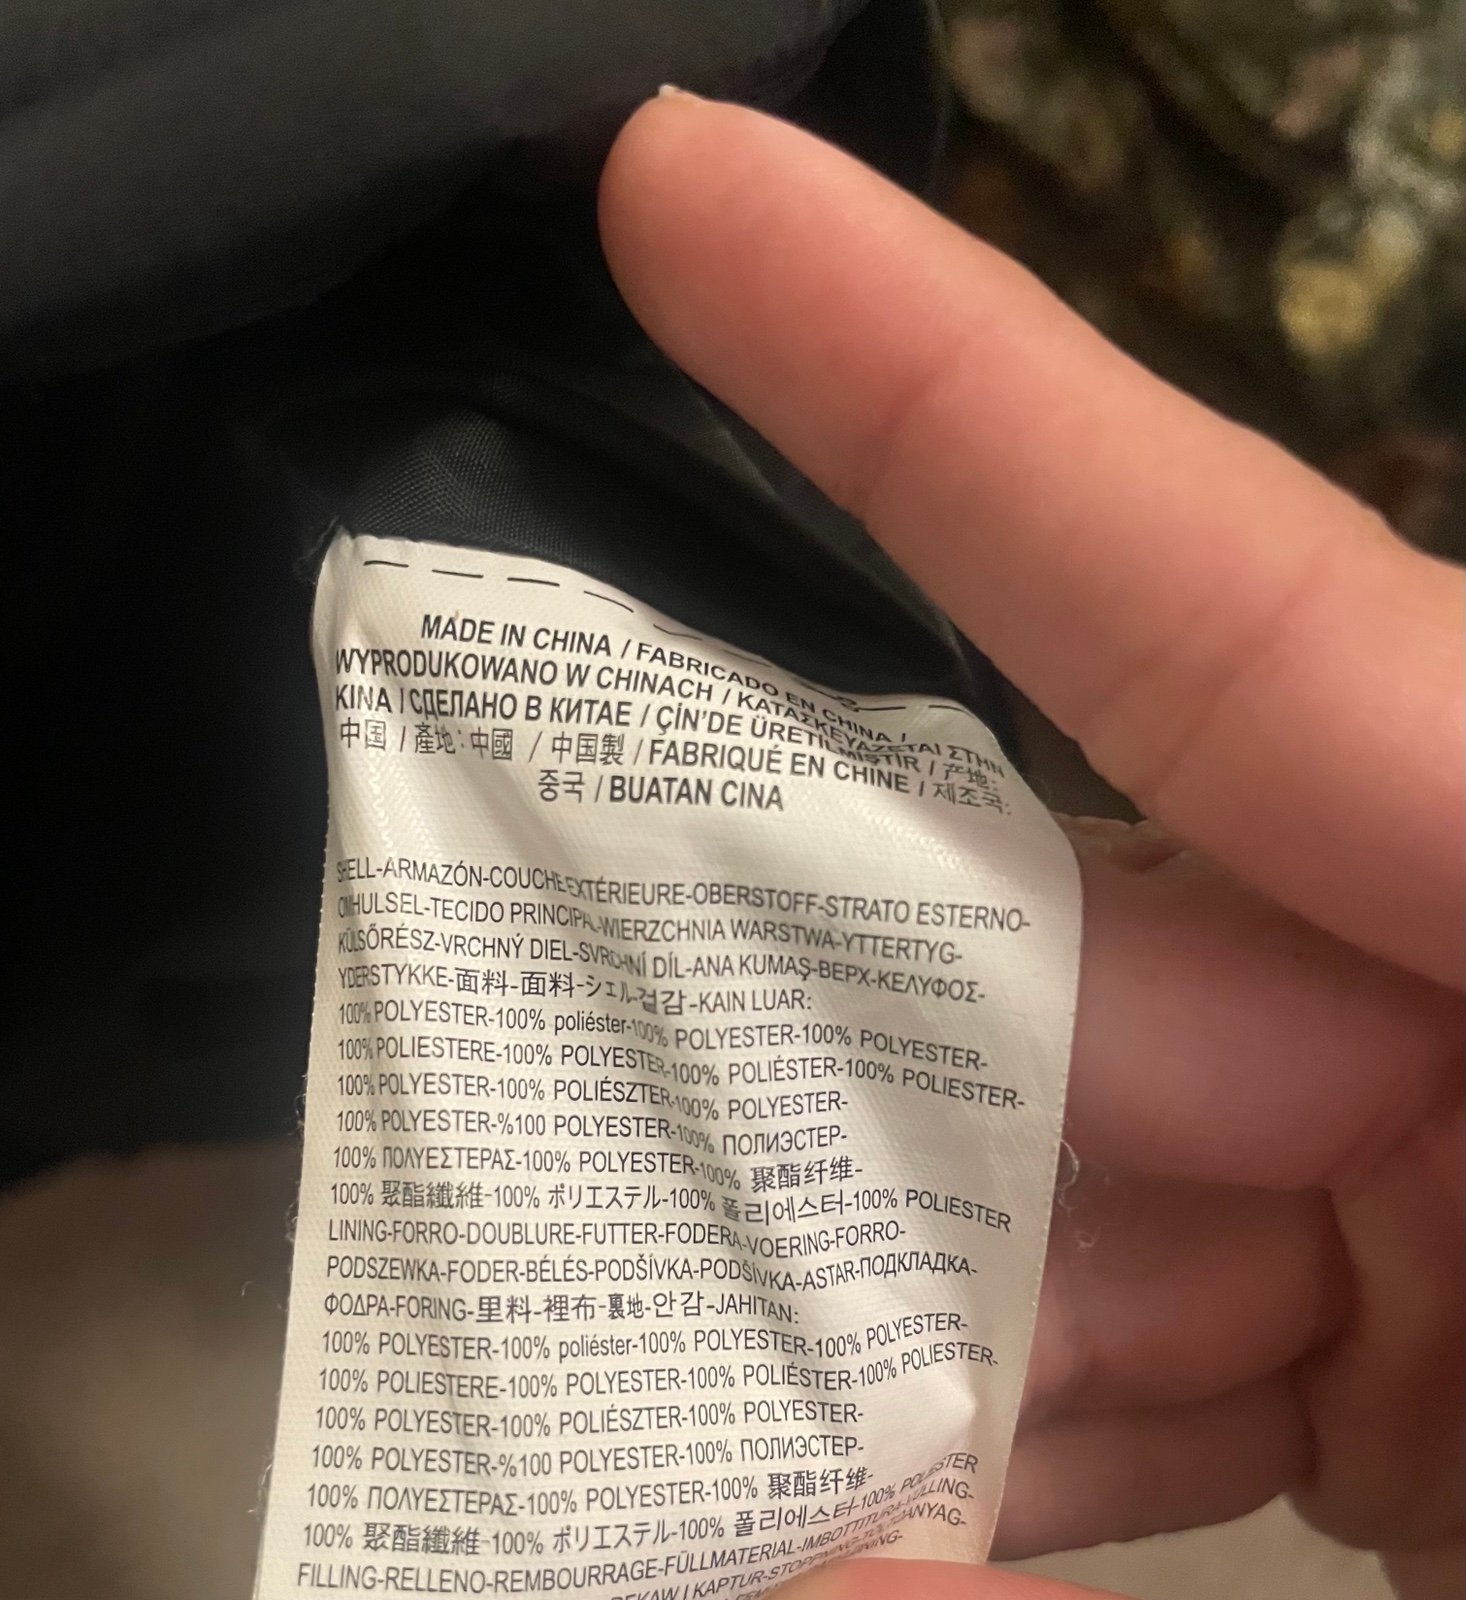 MADE IN CHINA / FABRICADO EN CHINA /
WYPRODUKOWANO W CHINACH / ΚΑΤΑΣΚΕΥΑΖΕΤΑΙ ΣΤΗΝ
ΚΙΝΑ / СДЕЛАНО В КИТАЕ / ÇİN'DE ÜRETİLMİŞTİR / 产地:
中国 / 產地: 中國 / 中国製 / FABRIQUÉ EN CHINE / 제조국:
중국 / BUATAN CINA
SHELL-ARMAZÓN-COUCHE EXTÉRIEURE-OBERSTOFF-STRATO ESTERNO-
OMHULSEL-TECIDO PRINCIPAL-WIERZCHNIA WARSTWA-YTTERTYG-
KÜLSŐRÉSZ-VRCHNÝ DIEL-SVRCHNÍ DÍL-ANA KUMAŞ-ВЕРХ-ΚΕΛΥΦΟΣ-
YDERSTYKKE-面料-面料-シェル-겉감-KAIN LUAR:
100% POLYESTER-100% poliéster-100% POLYESTER-100% POLYESTER-
100% POLIESTERE-100% POLYESTER-100% POLIÉSTER-100% POLIESTER-
100% POLYESTER-100% POLIÉSZTER-100% POLYESTER-
100% POLYESTER-%100 POLYESTER-100% ПОЛИЭСТЕР-
100% ΠΟΛΥΕΣΤΕΡΑΣ-100% POLYESTER-100% 聚酯纤维-
100% 聚酯纖維-100% ポリエステル-100% 폴리에스터-100% POLIESTER
LINING-FORRO-DOUBLURE-FUTTER-FODERA-VOERING-FORRO-
PODSZEWKA-FODER-BÉLÉS-PODŠÍVKA-PODŠÍVKA-ASTAR-ПОДКЛАДКА-
ΦΟΔΡΑ-FORING-里料-裡布-裏地-안감-JAHITAN:
100% POLYESTER-100% poliéster-100% POLYESTER-100% POLYESTER-
100% POLIESTERE-100% POLYESTER-100% POLIÉSTER-100% POLIESTER-
100% POLYESTER-100% POLIÉSZTER-100% POLYESTER-
100% POLYESTER-%100 POLYESTER-100% ПОЛИЭСТЕР-
100% ΠΟΛΥΕΣΤΕΡΑΣ-100% POLYESTER-100% 聚酯纤维-
100% 聚酯纖維-100% ポリエステル-100% 폴리에스터-100% POLIESTER
FILLING-RELLENO-REMBOURRAGE-FÜLLMATERIAL-IMBOTTITURA-VULLING-
KAPTUR-STOPPNING-